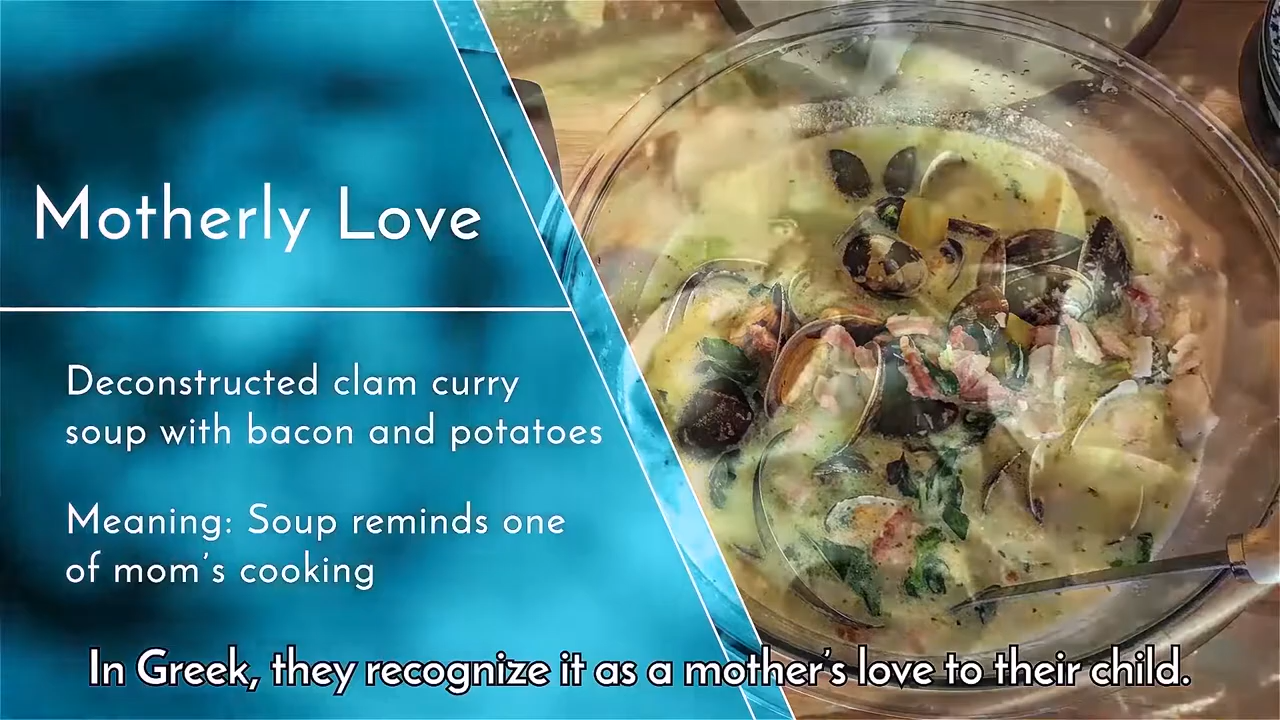 Motherly Love
Deconstructed clam curry
soup with bacon and potatoes
Meaning: Soup reminds one
of mom's cooking
In Greek, they recognize it as a mother's love to their child.